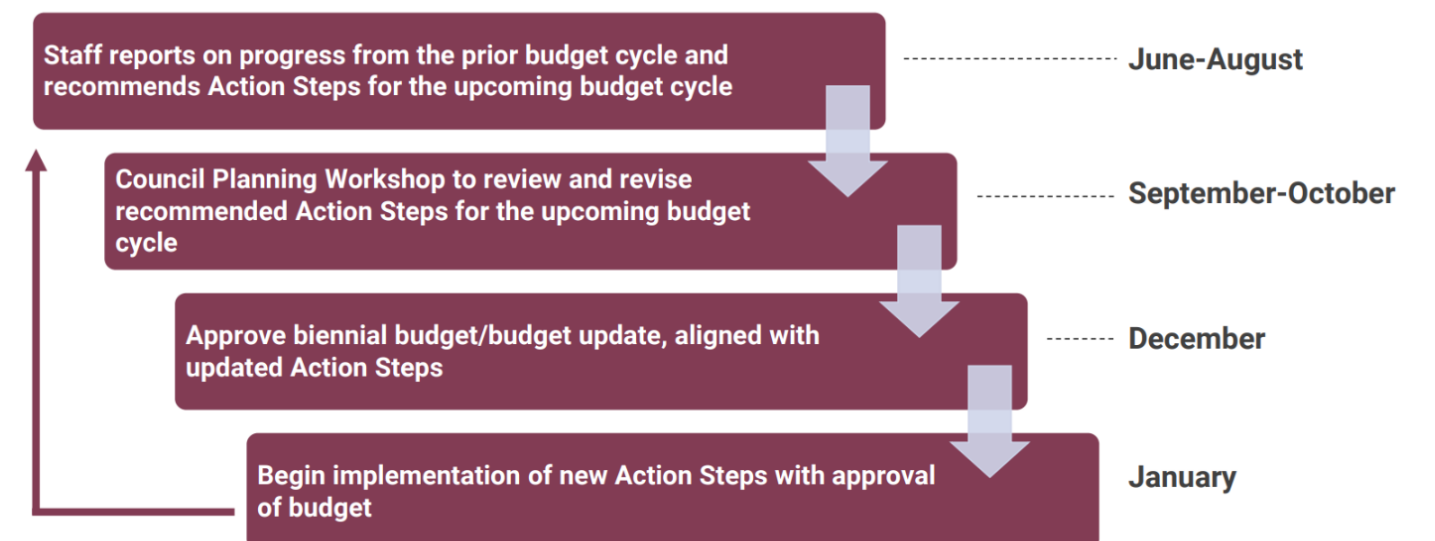 Staff reports on progress from the prior budget cycle and
recommends Action Steps for the upcoming budget cycle
June-August
Council Planning Workshop to review and revise
recommended Action Steps for the upcoming budget
cycle
September-October
Approve biennial budget/budget update, aligned with
updated Action Steps
December
Begin implementation of new Action Steps with approval
of budget
January